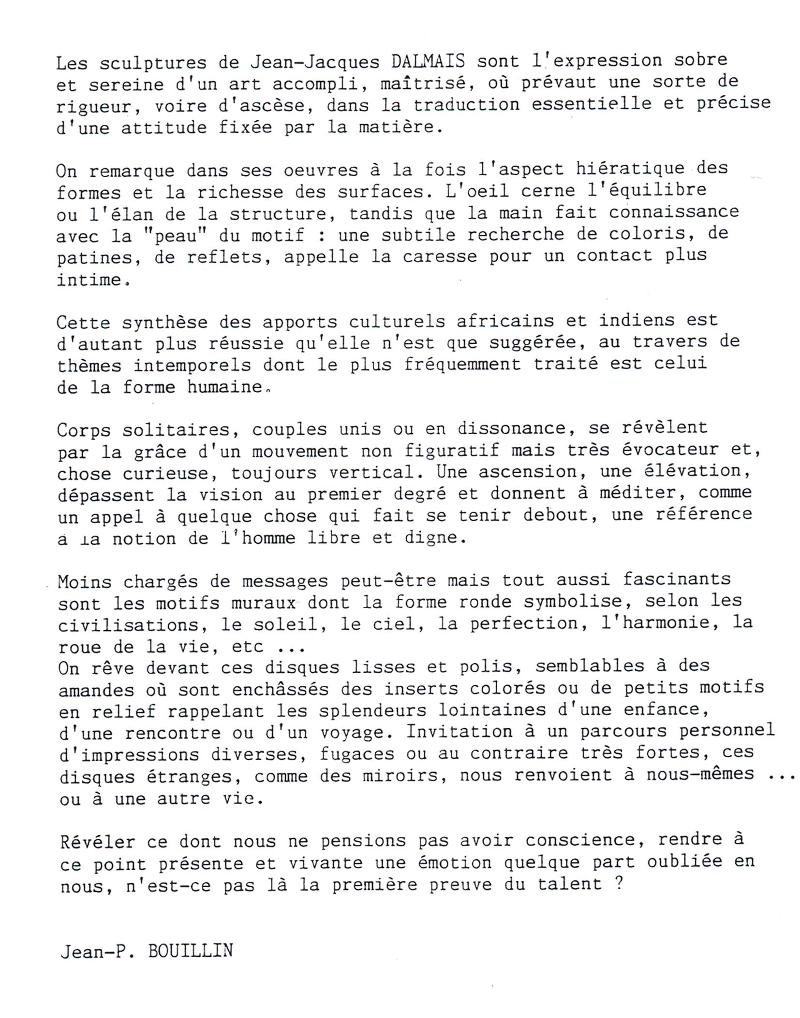 Les sculptures de Jean-Jacques DALMAIS sont l'expression sobre
et sereine d'un art accompli, maîtrisé, où prévaut une sorte de
rigueur, voire d'ascèse, dans la traduction essentielle et précise
d'une attitude fixée par la matière.

On remarque dans ses oeuvres à la fois l'aspect hiératique des
formes et la richesse des surfaces. L'oeil cerne l'équilibre
ou l'élan de la structure, tandis que la main fait connaissance
avec la "peau" du motif : une subtile recherche de coloris, de
patines, de reflets, appelle la caresse pour un contact plus
intime.

Cette synthèse des apports culturels africains et indiens est
d'autant plus réussie qu'elle n'est que suggérée, au travers de
thèmes intemporels dont le plus fréquemment traité est celui
de la forme humaine.

Corps solitaires, couples unis ou en dissonance, se révèlent
par la grâce d'un mouvement non figuratif mais très évocateur et,
chose curieuse, toujours vertical. Une ascension, une élévation,
dépassent la vision au premier degré et donnent à méditer, comme
un appel à quelque chose qui fait se tenir debout, une référence
à la notion de l'homme libre et digne.

Moins chargés de messages peut-être mais tout aussi fascinants
sont les motifs muraux dont la forme ronde symbolise, selon les
civilisations, le soleil, le ciel, la perfection, l'harmonie, la
roue de la vie, etc ...
On rêve devant ces disques lisses et polis, semblables à des
amandes où sont enchâssés des inserts colorés ou de petits motifs
en relief rappelant les splendeurs lointaines d'une enfance,
d'une rencontre ou d'un voyage. Invitation à un parcours personnel
d'impressions diverses, fugaces ou au contraire très fortes, ces
disques étranges, comme des miroirs, nous renvoient à nous-mêmes ...
ou à une autre vie.

Révéler ce dont nous ne pensions pas avoir conscience, rendre à
ce point présente et vivante une émotion quelque part oubliée en
nous, n'est-ce pas là la première preuve du talent ?

Jean-P. BOUILLIN